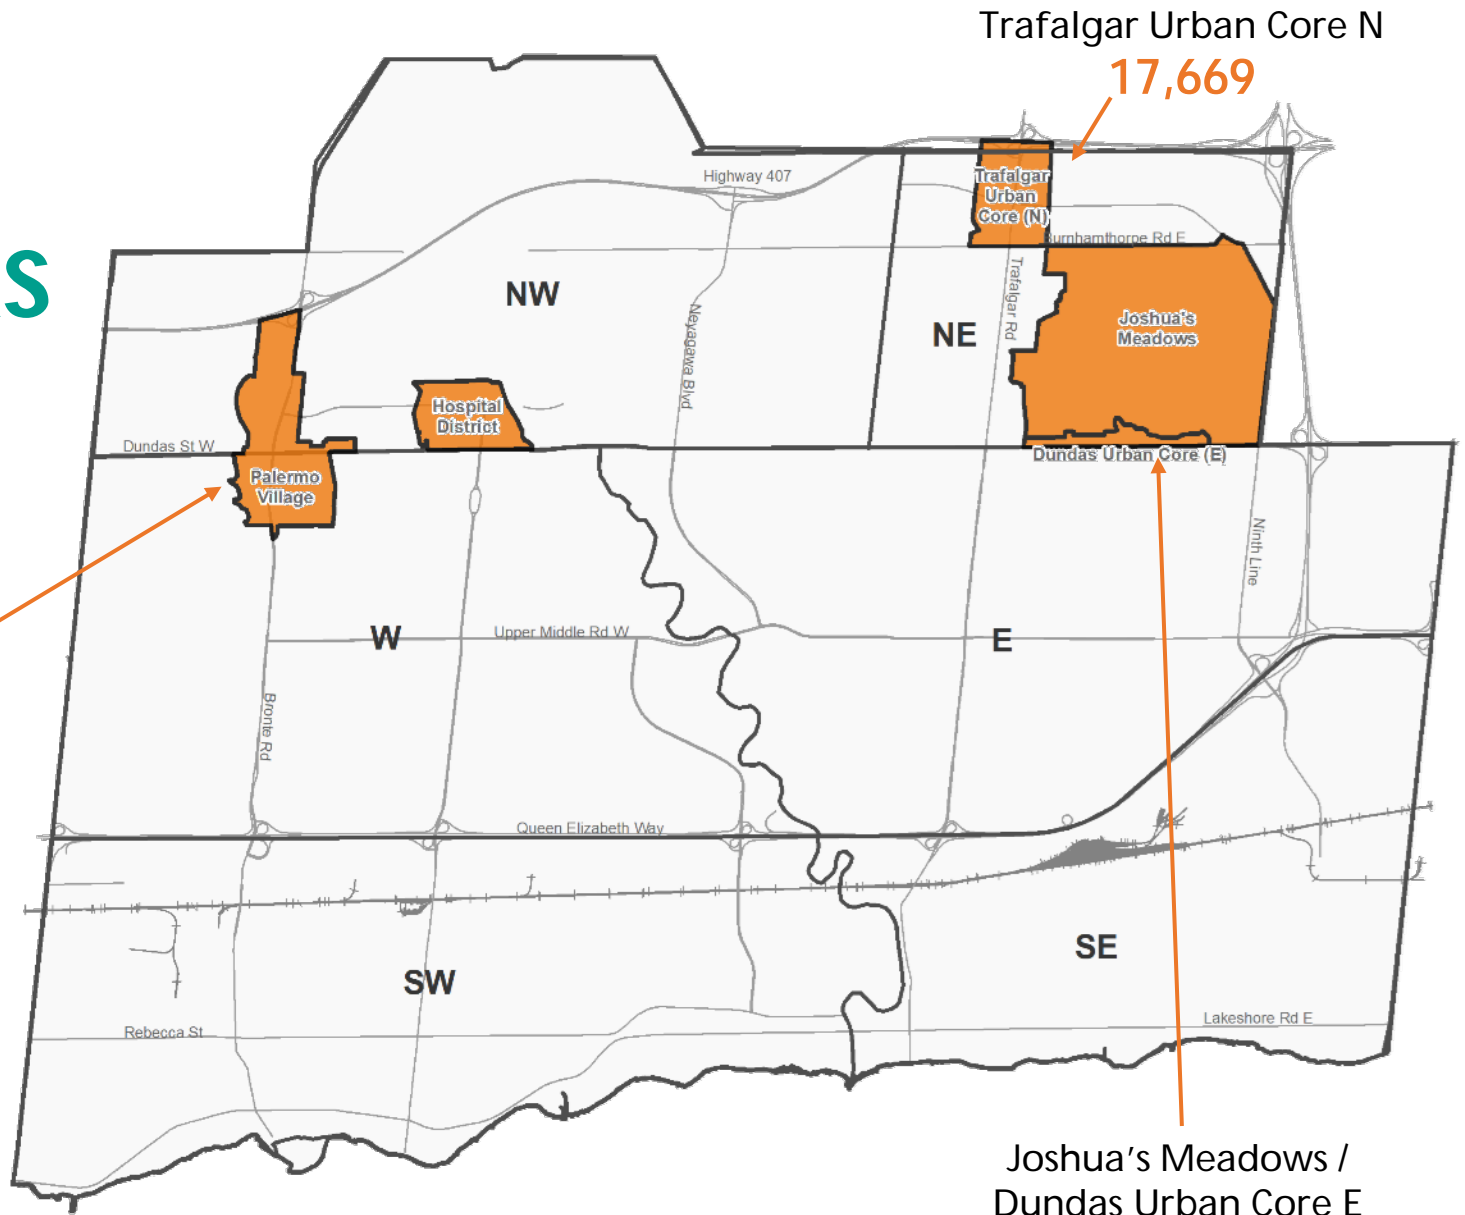 Trafalgar Urban Core N
17,669
Highway 407
Trafalgar
Urban
Core (N)
Burnhamthorpe Rd E
S
NW
Trafalgar Rd
Joshua's
Meadows
NE
Neyagawa Blvd
Hospital
District
Dundas St W
Dundas Urban Core (E)
Palermo
Village
Ninth Line
W
Upper Middle Rd W
E
Bronte Rd
Queen Elizabeth Way
SE
SW
Lakeshore Rd E
Rebecca St
Joshua's Meadows /
Dundas Urban Core E